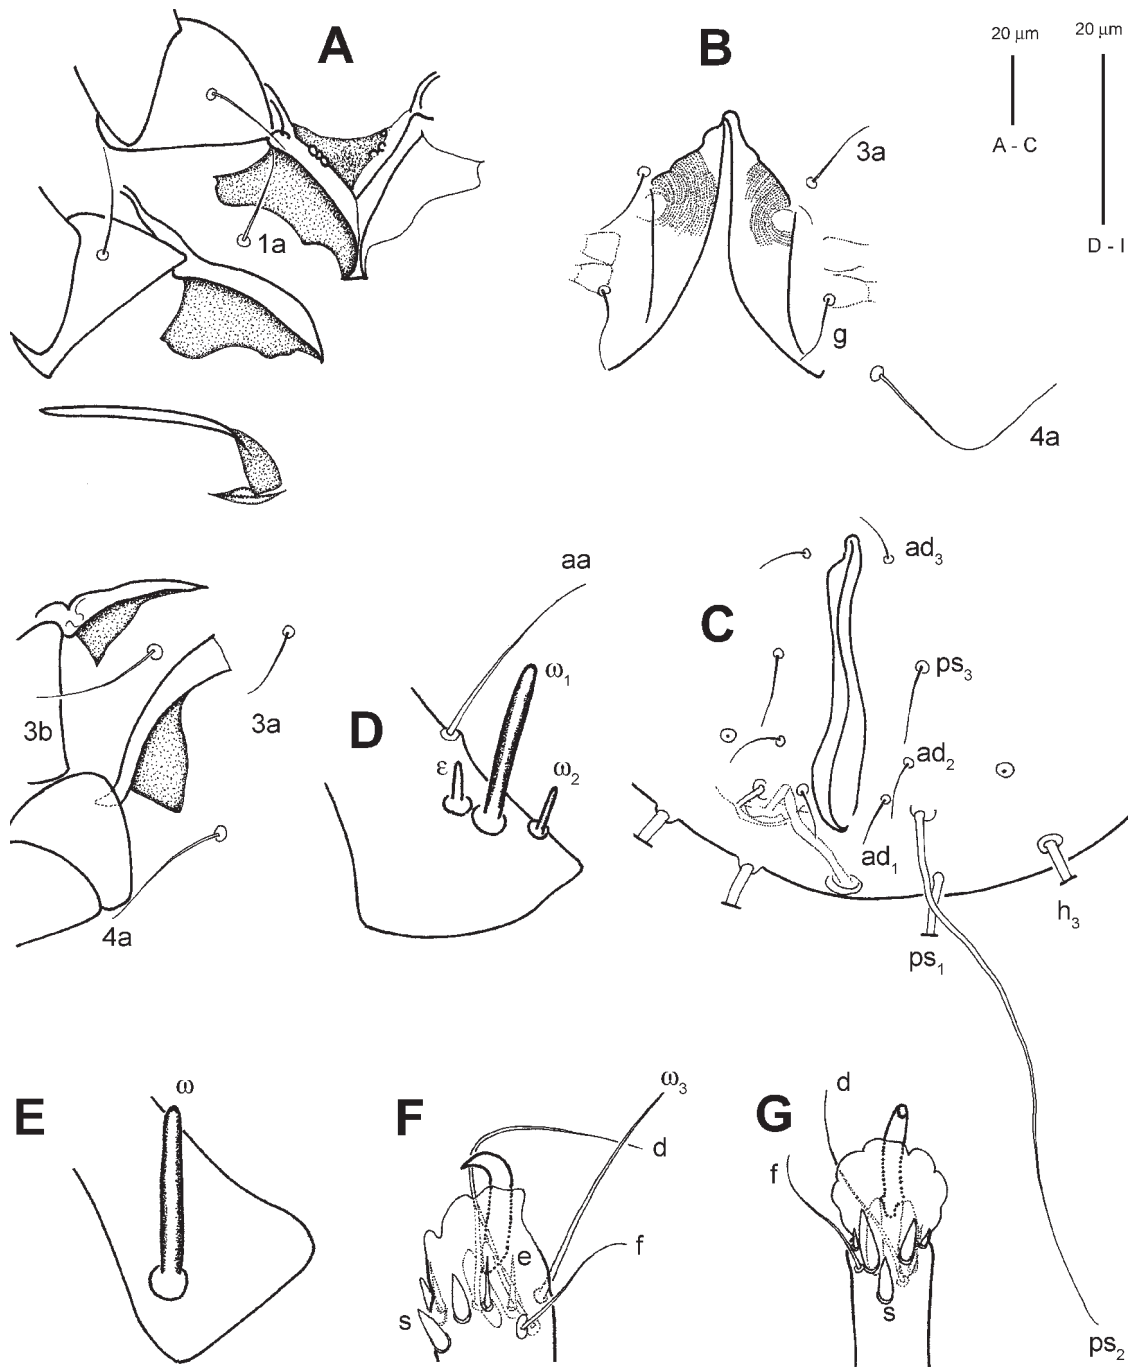 A
B
20 μm
20 μm
A - C
D - I
3a
1a
g
4a
aa
ad3
C
ω1
ps3
3b
3a
D
ε
ω2
ad2
ad1
4a
h3
ps1
E
ω
F
ω3
d
G
d
f
f
e
s
s
ps2